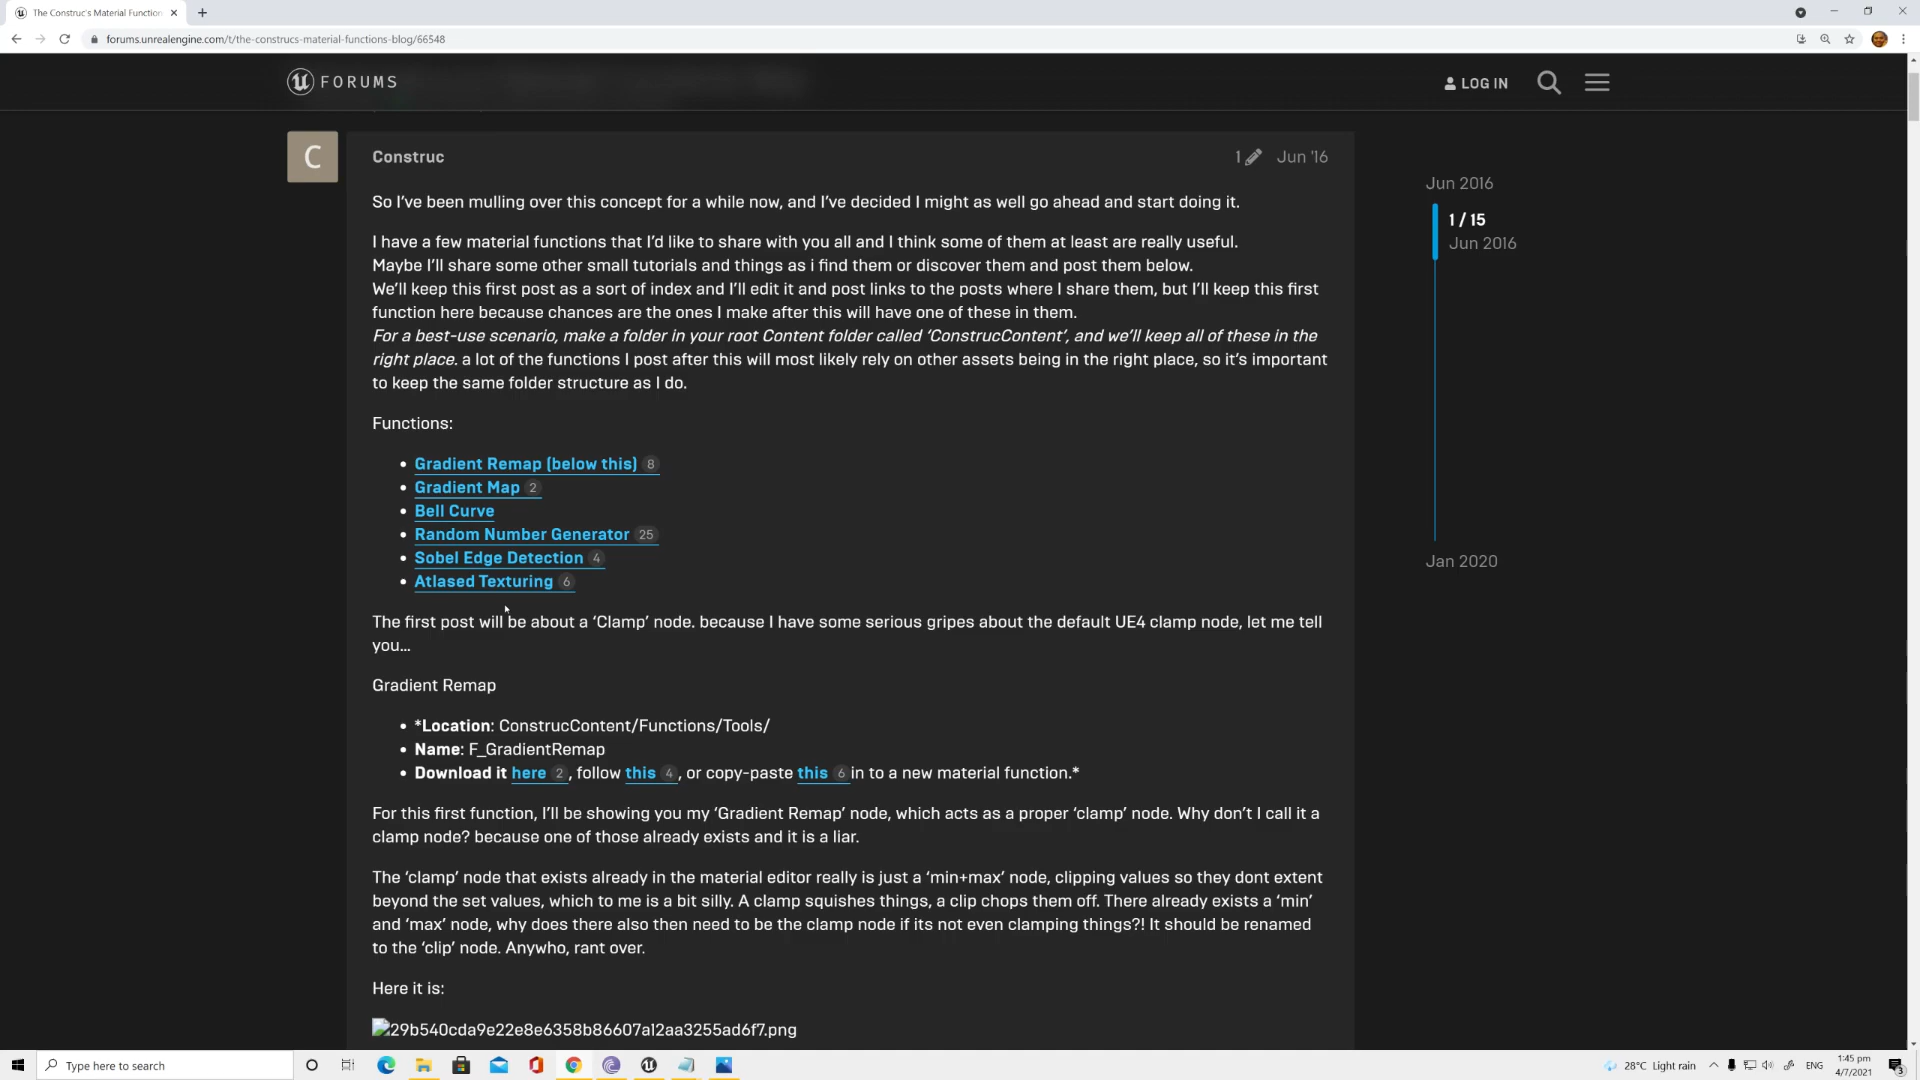 The Construc's Material Function
forums.unrealengine.com/t/the-construcs-material-functions-blog/66548
FORUMS
LOG IN
C
Construc
1
Jun '16
So I've been mulling over this concept for a while now, and I've decided I might as well go ahead and start doing it.
I have a few material functions that I'd like to share with you all and I think some of them at least are really useful.
Maybe I'll share some other small tutorials and things as i find them or discover them and post them below.
We'll keep this first post as a sort of index and I'll edit it and post links to the posts where I share them, but I'll keep this first
function here because chances are the ones I make after this will have one of these in them.
For a best-use scenario, make a folder in your root Content folder called 'ConstrucContent', and we'll keep all of these in the
right place. a lot of the functions I post after this will most likely rely on other assets being in the right place, so it's important
to keep the same folder structure as I do.
Functions:
• Gradient Remap (below this) 8
• Gradient Map 2
• Bell Curve
• Random Number Generator 25
• Sobel Edge Detection 4
• Atlased Texturing 6
The first post will be about a 'Clamp' node. because I have some serious gripes about the default UE4 clamp node, let me tell
you...
Gradient Remap
• *Location: ConstrucContent/Functions/Tools/
• Name: F_GradientRemap
• Download it here 2, follow this 4, or copy-paste this 6 in to a new material function.*
For this first function, I'll be showing you my 'Gradient Remap' node, which acts as a proper 'clamp' node. Why don't I call it a
clamp node? because one of those already exists and it is a liar.
The 'clamp' node that exists already in the material editor really is just a 'min+max' node, clipping values so they dont extent
beyond the set values, which to me is a bit silly. A clamp squishes things, a clip chops them off. There already exists a 'min'
and 'max' node, why does there also then need to be the clamp node if its not even clamping things?! It should be renamed
to the 'clip' node. Anywho, rant over.
Here it is:
29b540cda9e22e8e6358b86607a12aa3255ad6f7.png
Jun 2016
1 / 15
Jun 2016
Jan 2020
Type here to search
28°C Light rain
ENG
1:45 pm
4/7/2021
3